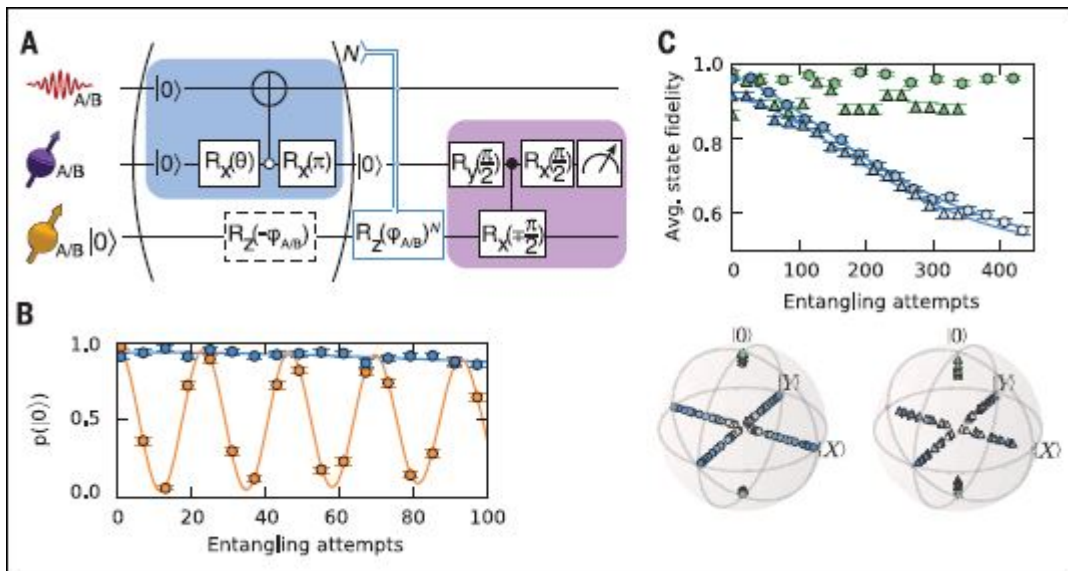 A
N
A/B
|0⟩
A/B
|0⟩ Rx(θ) Rx(π) |0⟩ Ry(π/2) Rx(π/2)
A/B |0⟩ Rz(-φA/B) Rz(φA/B)^N Rx(∓π/2)
B
p(|0⟩)
1.0
0.5
0.0
0 20 40 60 80 100
Entangling attempts
C
Avg. state fidelity
1.0
0.8
0.6
0 100 200 300 400
Entangling attempts
|0⟩ |0⟩
|Y⟩ |Y⟩
|X⟩ |X⟩